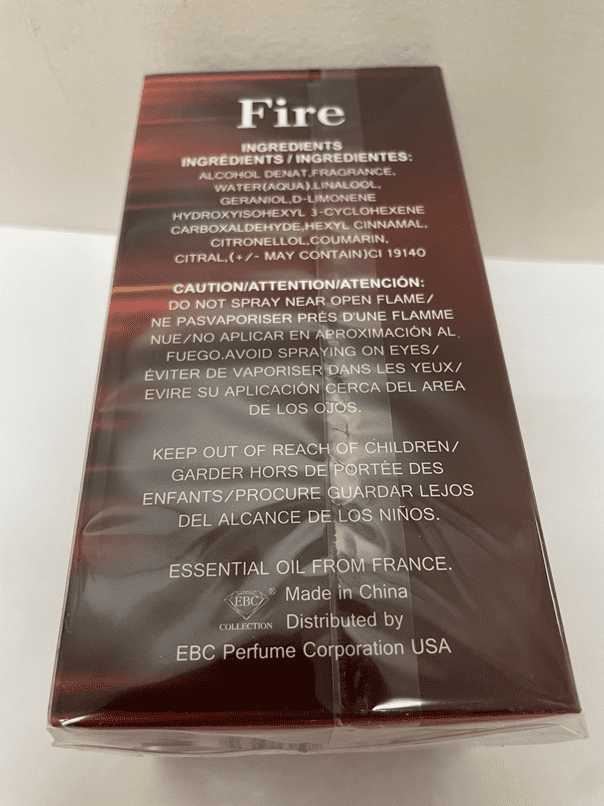 Fire
INGREDIENTS
INGRÉDIENTS / INGREDIENTES:
ALCOHOL DENAT,FRAGRANCE,
WATER(AQUA),LINALOOL,
GERANIOL,D-LIMONENE
HYDROXYISOHEXYL 3-CYCLOHEXENE
CARBOXALDEHYDE,HEXYL CINNAMAL,
CITRONELLOL,COUMARIN,
CITRAL,(+/- MAY CONTAIN)CI 19140
CAUTION/ATTENTION/ATENCIÓN:
DO NOT SPRAY NEAR OPEN FLAME/
NE PASVAPORISER PRÈS D'UNE FLAMME
NUE/NO APLICAR EN APROXIMACIÓN AL
FUEGO.AVOID SPRAYING ON EYES/
ÉVITER DE VAPORISER DANS LES YEUX/
EVIRE SU APLICACIÓN CERCA DEL AREA
DE LOS OJOS.
KEEP OUT OF REACH OF CHILDREN/
GARDER HORS DE PORTÉE DES
ENFANTS/PROCURE GUARDAR LEJOS
DEL ALCANCE DE LOS NIÑOS.
ESSENTIAL OIL FROM FRANCE.
EBC® Made in China
COLLECTION Distributed by
EBC Perfume Corporation USA